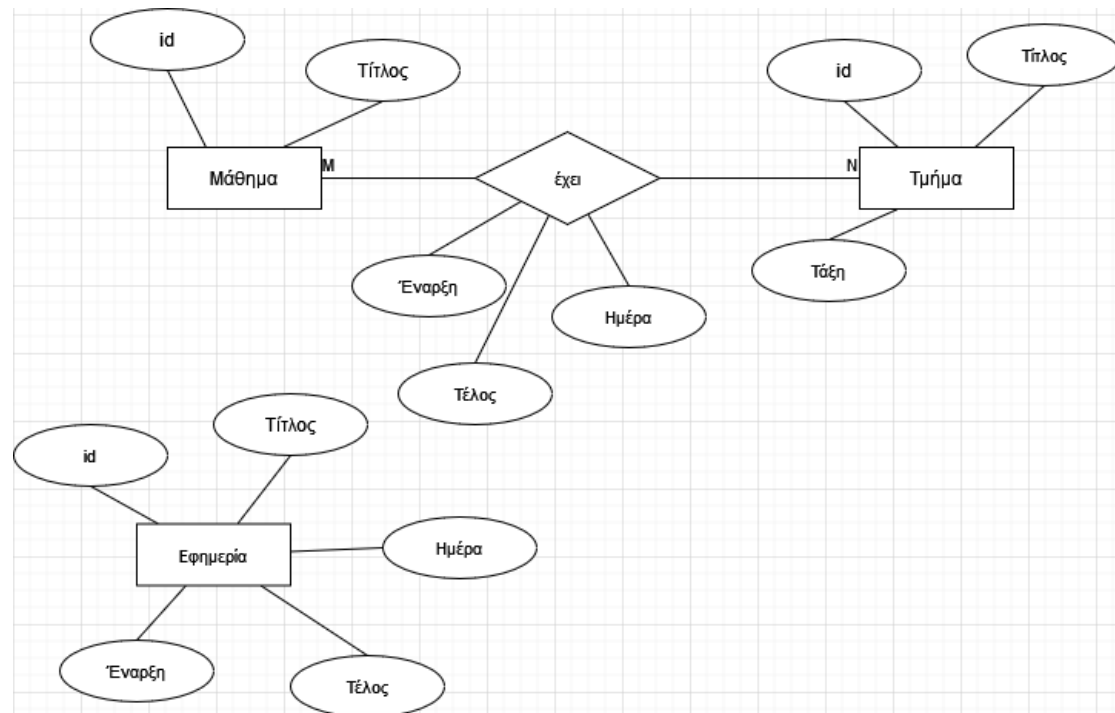 id
Τίτλος
id
Τίτλος
Μάθημα
M
έχει
N
Τμήμα
Έναρξη
Ημέρα
Τάξη
Τέλος
Τίτλος
id
Εφημερία
Ημέρα
Έναρξη
Τέλος